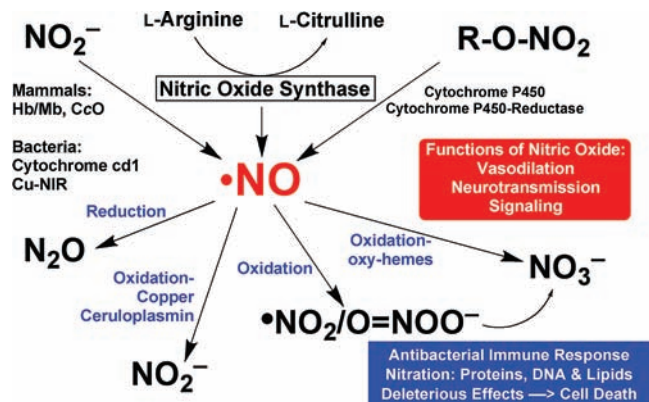 NO₂⁻
L-Arginine
L-Citrulline
R-O-NO₂
Nitric Oxide Synthase
Mammals:
Hb/Mb, CcO
Cytochrome P450
Cytochrome P450-Reductase
Bacteria:
Cytochrome cd1
Cu-NIR
•NO
Functions of Nitric Oxide:
Vasodilation
Neurotransmission
Signaling
Reduction
N₂O
Oxidation-
Copper
Ceruloplasmin
Oxidation
Oxidation-
oxy-hemes
NO₃⁻
•NO₂/O=NOO⁻
NO₂⁻
Antibacterial Immune Response
Nitration: Proteins, DNA & Lipids
Deleterious Effects —> Cell Death